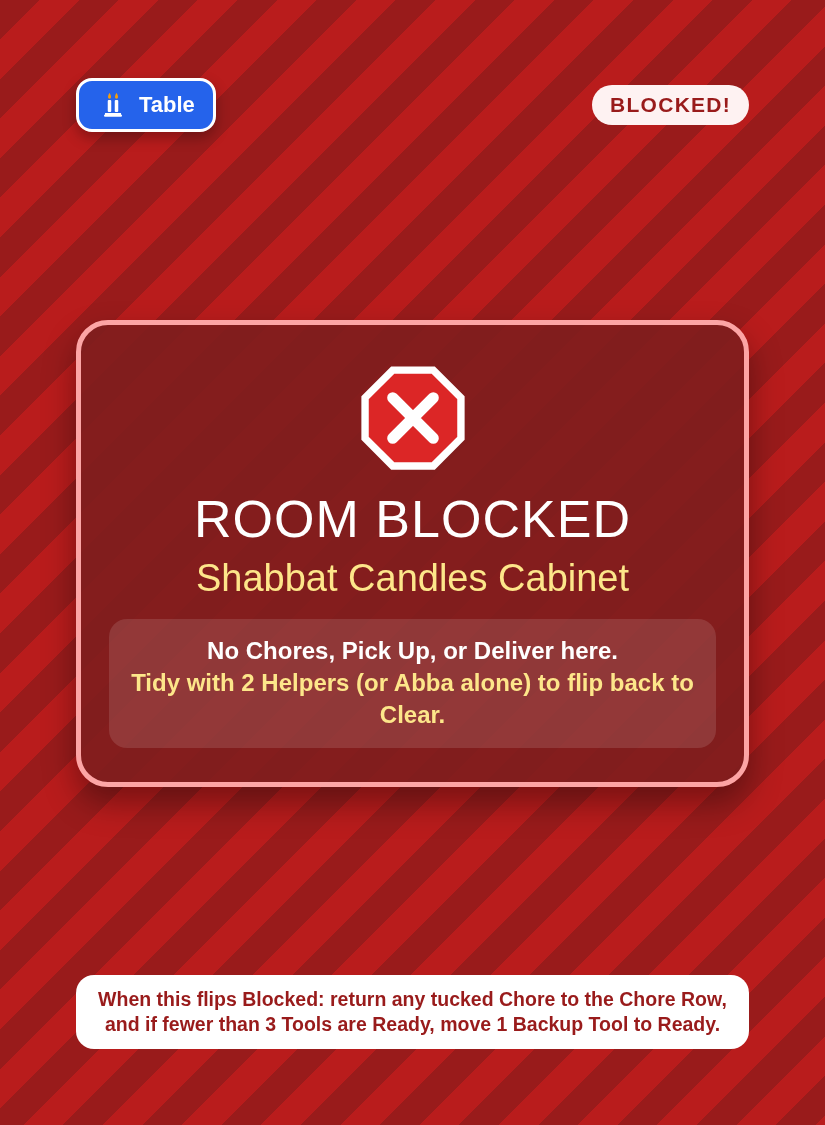 Table
BLOCKED!
ROOM BLOCKED
Shabbat Candles Cabinet
No Chores, Pick Up, or Deliver here.
Tidy with 2 Helpers (or Abba alone) to flip back to
Clear.
When this flips Blocked: return any tucked Chore to the Chore Row,
and if fewer than 3 Tools are Ready, move 1 Backup Tool to Ready.